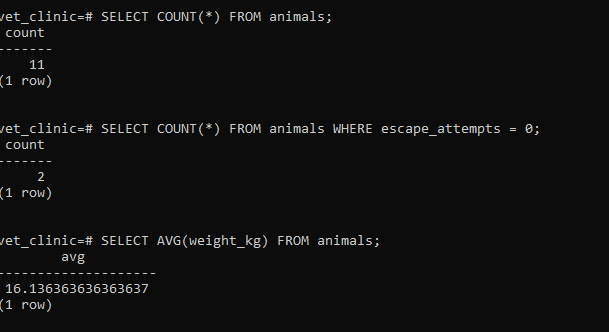 vet_clinic=# SELECT COUNT(*) FROM animals;
count
-------
11
(1 row)
vet_clinic=# SELECT COUNT(*) FROM animals WHERE escape_attempts = 0;
count
-------
2
(1 row)
vet_clinic=# SELECT AVG(weight_kg) FROM animals;
avg
--------------------
16.136363636363637
(1 row)